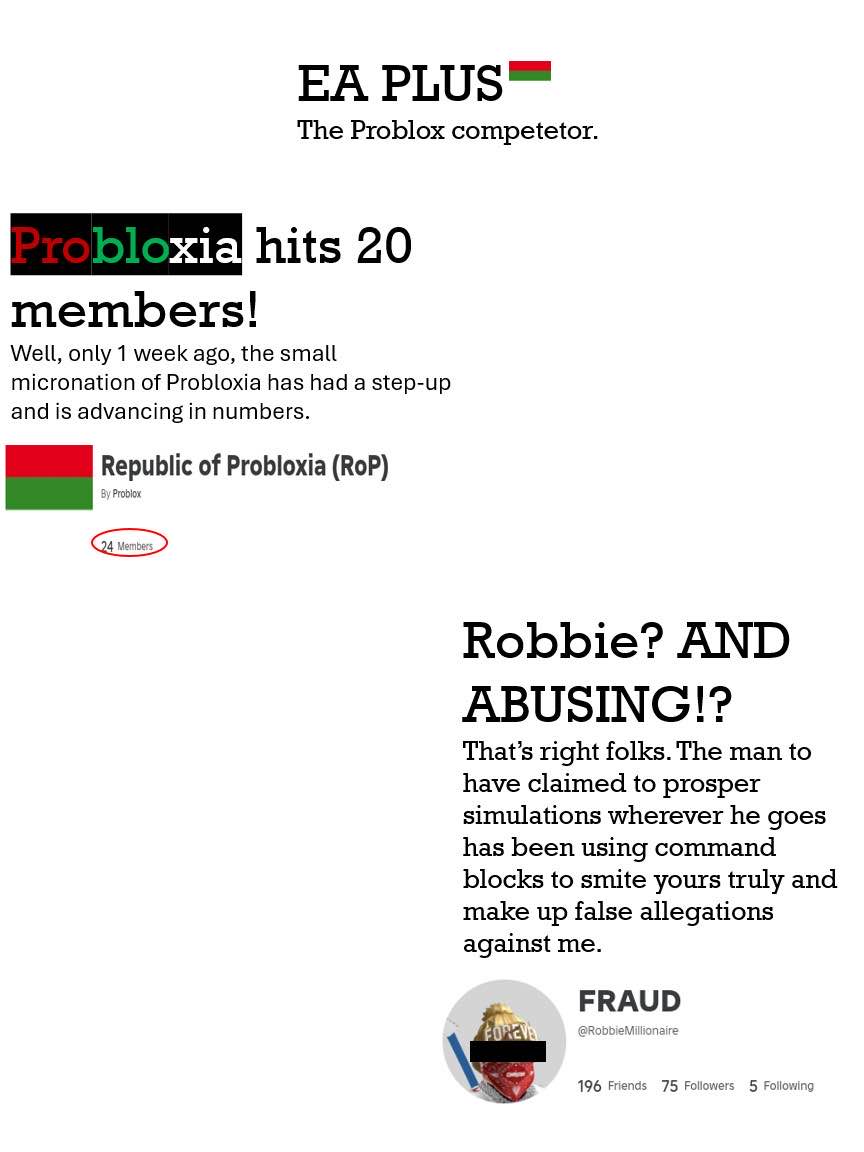 EA PLUS
The Problox competetor.
Probloxia hits 20
members!
Well, only 1 week ago, the small
micronation of Probloxia has had a step-up
and is advancing in numbers.
Republic of Probloxia (RoP)
By Problox
24 Members
Robbie? AND
ABUSING!?
That’s right folks. The man to
have claimed to prosper
simulations wherever he goes
has been using command
blocks to smite yours truly and
make up false allegations
against me.
FRAUD
@RobbieMillionaire
196 Friends 75 Followers 5 Following